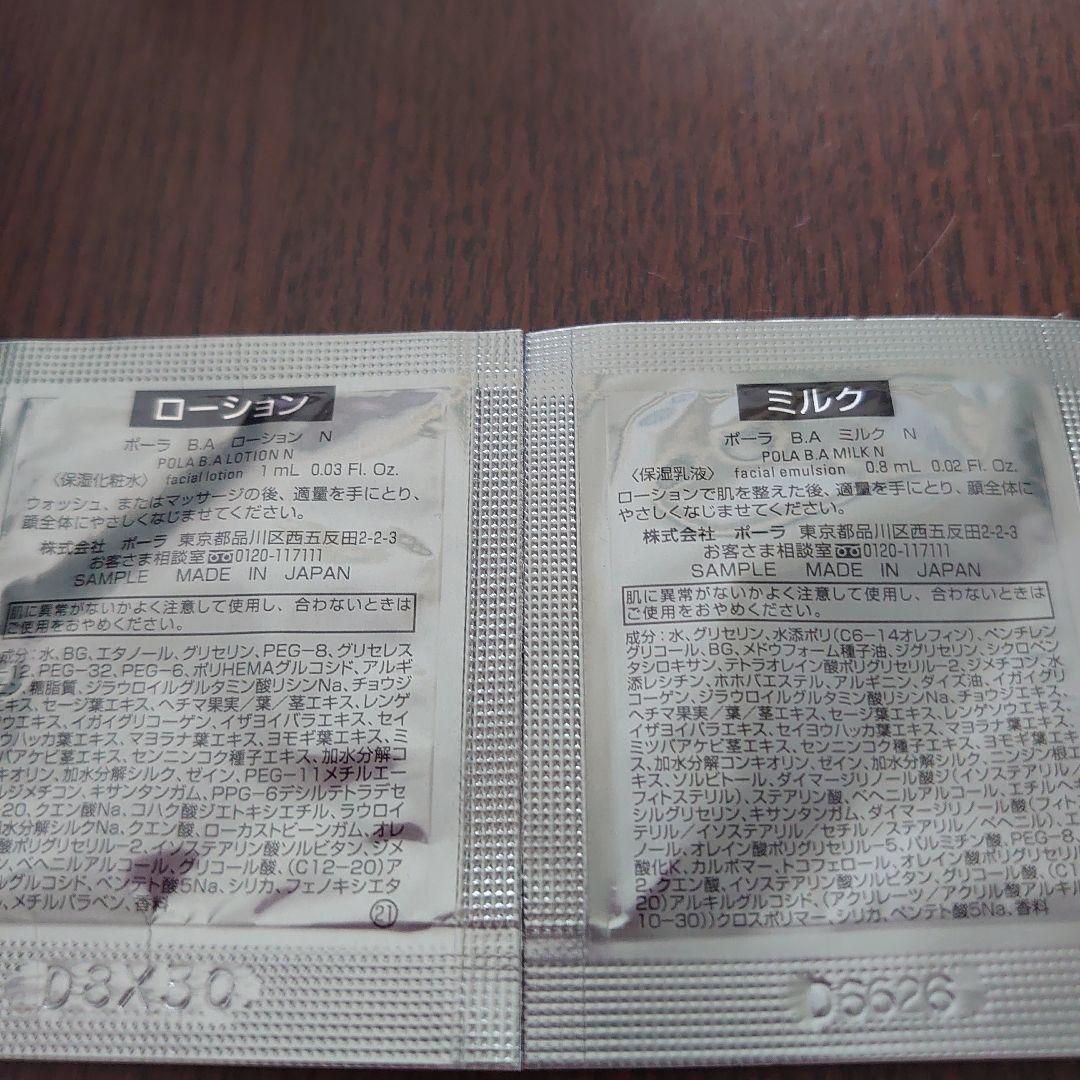 ローション
ポーラ B.A ローション N
POLA B.A LOTION N
〈保湿化粧水〉 facial lotion 1 mL 0.03 Fl. Oz.
ウォッシュ、またはマッサージの後、適量を手にとり、
顔全体にやさしくなじませてください。
株式会社 ポーラ 東京都品川区西五反田2-2-3
お客さま相談室 0120-117111
SAMPLE MADE IN JAPAN
肌に異常がないかよく注意して使用し、合わないときは
ご使用をおやめください。
成分:水、BG、エタノール、グリセリン、PEG-8、グリセレス
-12、PEG-32、PEG-6、ポリHEMAグルコシド、アルギ
ン、糖脂質、ジラウロイルグルタミン酸リシンNa、チョウジ
キス、セージ葉エキス、ヘチマ果実/葉/茎エキス、レンゲ
ウエキス、イガイグリコーゲン、イザヨイバラエキス、セイ
ウハッカ葉エキス、マヨラナ葉エキス、ヨモギ葉エキス、ミ
バアケビ茎エキス、センニンコク種子エキス、加水分解コ
キオリン、加水分解シルク、ゼイン、PEG-11メチルエー
ルジメチコン、キサンタンガム、PPG-6デシルテトラデセ
-20、クエン酸Na、コハク酸ジエトキシエチル、ラウロイ
水分解シルクNa、クエン酸、ローカストビーンガム、オレ
酸ポリグリセリル-2、イソステアリン酸ソルビタン、ジメ
ン、ベヘニルアルコール、グリコール酸、(C12-20)ア
ルグルコシド、ペンテト酸5Na、シリカ、フェノキシエタ
、メチルパラベン、香料
21
D8X30
ミルク
ポーラ B.A ミルク N
POLA B.A MILK N
〈保湿乳液〉 facial emulsion 0.8 mL 0.02 Fl. Oz.
ローションで肌を整えた後、適量を手にとり、顔全体に
やさしくなじませてください。
株式会社 ポーラ 東京都品川区西五反田2-2-3
お客さま相談室 0120-117111
SAMPLE MADE IN JAPAN
肌に異常がないかよく注意して使用し、合わないときは
ご使用をおやめください。
成分:水、グリセリン、水添ポリ(C6-14オレフィン)、ペンチレン
グリコール、BG、メドウフォーム種子油、ジグリセリン、シクロペン
タシロキサン、テトラオレイン酸ポリグリセリル-2、ジメチコン、水
添レシチン、ホホバエステル、アルギニン、ダイズ油、イガイグリ
コーゲン、ジラウロイルグルタミン酸リシンNa、チョウジエキス、
ヘチマ果実/葉/茎エキス、セージ葉エキス、レンゲソウエキス、
イザヨイバラエキス、セイヨウハッカ葉エキス、マヨラナ葉エキス、
ミツバアケビ茎エキス、センニンコク種子エキス、ヨモギ葉エキ
ス、加水分解コンキオリン、ゼイン、加水分解シルク、ニンジン根エ
キス、ソルビトール、ダイマージリノール酸ジ(イソステアリル/
フィトステリル)、ステアリン酸、ベヘニルアルコール、エチルヘキ
シルグリセリン、キサンタンガム、ダイマージリノール酸(フィト
テリル/イソステアリル/セチル/ステアリル/ベヘニル)、エ
ノール、オレイン酸ポリグリセリル-5、パルミチン酸、PEG-8、
酸化K、カルボマー、トコフェロール、オレイン酸ポリグリセリル
2、クエン酸、イソステアリン酸ソルビタン、グリコール酸、(C1
20)アルキルグルコシド、(アクリレーツ/アクリル酸アルキ
10-30))クロスポリマー、シリカ、ペンテト酸5Na、香料
D6626